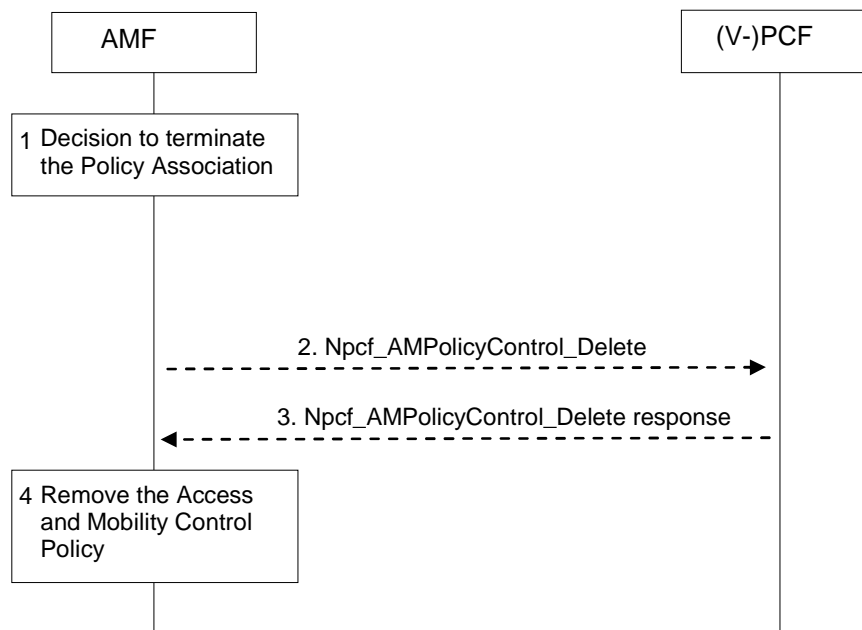 AMF
(V-)PCF
1 Decision to terminate
the Policy Association
2. Npcf_AMPolicyControl_Delete
3. Npcf_AMPolicyControl_Delete response
4 Remove the Access
and Mobility Control
Policy